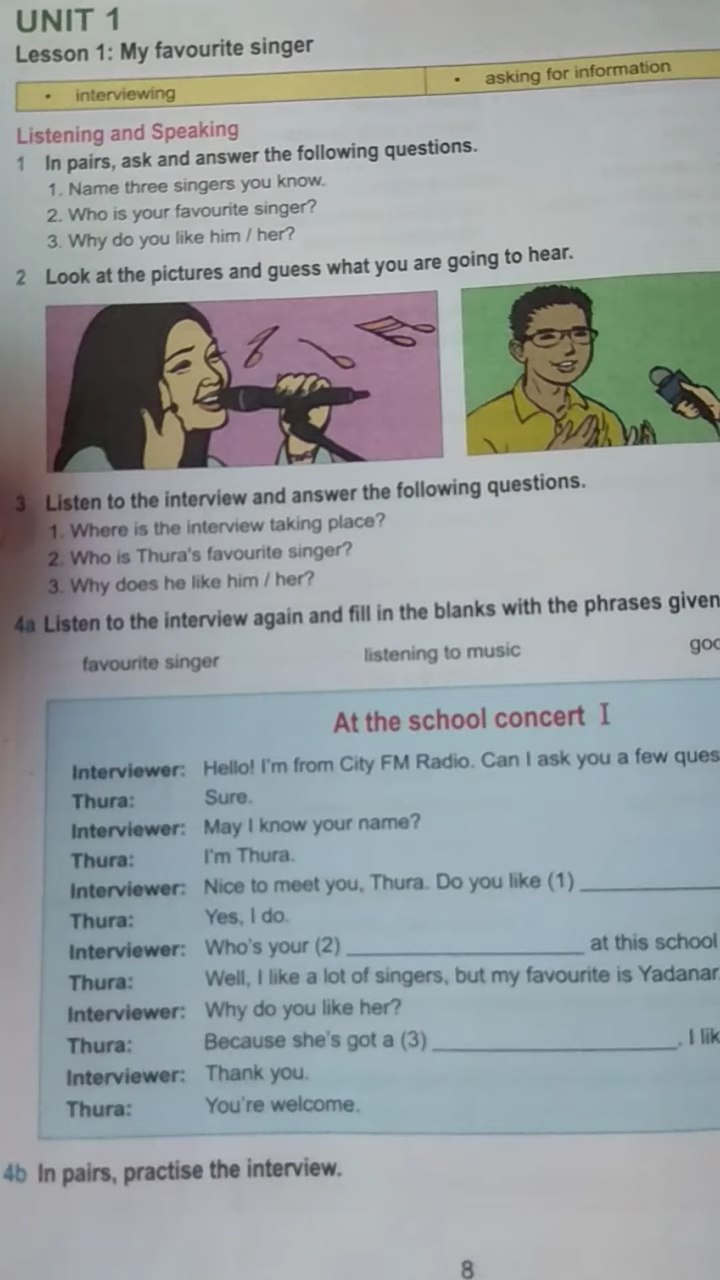 UNIT 1
Lesson 1: My favourite singer
• interviewing • asking for information
Listening and Speaking
1 In pairs, ask and answer the following questions.
1. Name three singers you know.
2. Who is your favourite singer?
3. Why do you like him / her?
2 Look at the pictures and guess what you are going to hear.
3 Listen to the interview and answer the following questions.
1. Where is the interview taking place?
2. Who is Thura's favourite singer?
3. Why does he like him / her?
4a Listen to the interview again and fill in the blanks with the phrases given
favourite singer listening to music
At the school concert I
Interviewer: Hello! I'm from City FM Radio. Can I ask you a few ques
Thura: Sure.
Interviewer: May I know your name?
Thura: I'm Thura.
Interviewer: Nice to meet you, Thura. Do you like (1) ____________
Thura: Yes, I do.
Interviewer: Who's your (2) ____________________ at this school
Thura: Well, I like a lot of singers, but my favourite is Yadanar
Interviewer: Why do you like her?
Thura: Because she's got a (3) ____________________. I lik
Interviewer: Thank you.
Thura: You're welcome.
4b In pairs, practise the interview.
8